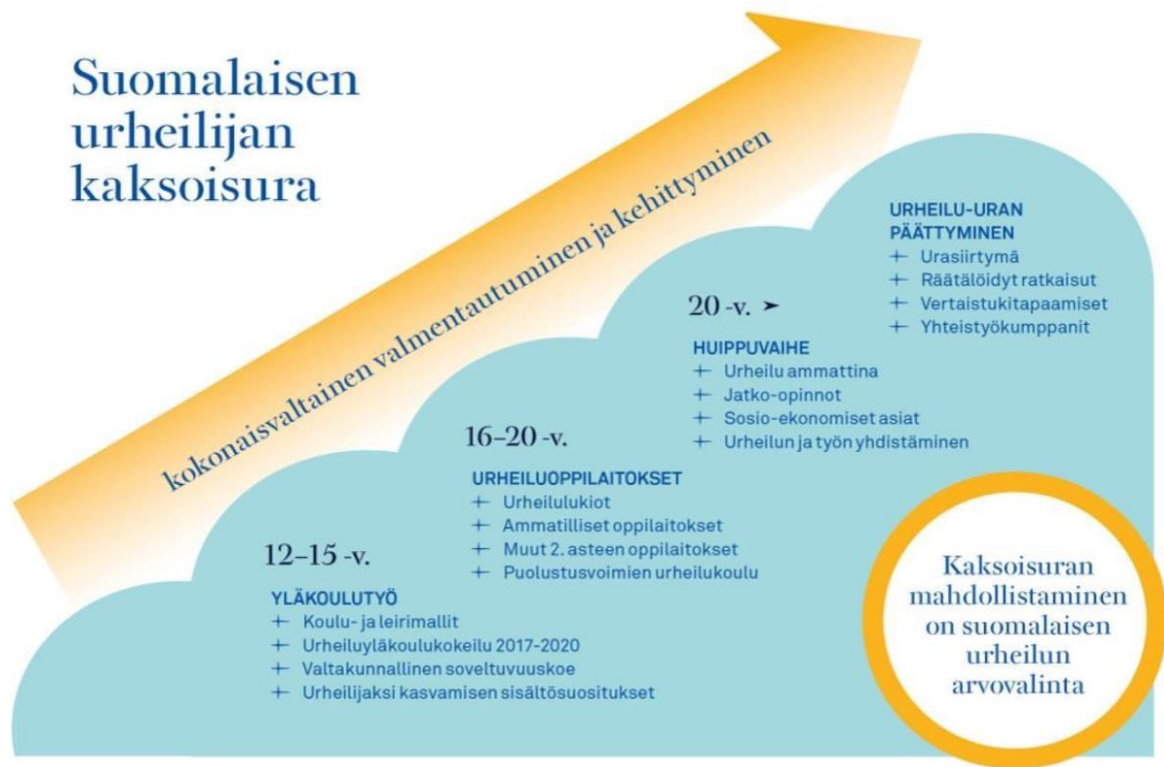 Suomalaisen
urheilijan
kaksoisura
kokonaisvaltainen valmentautuminen ja kehittyminen
12–15 -v.
YLÄKOULUTYÖ
+ Koulu- ja leirimallit
+ Urheiluyläkoulukokeilu 2017-2020
+ Valtakunnallinen soveltuvuuskoe
+ Urheilijaksi kasvamisen sisältösuositukset
16–20 -v.
URHEILUOPPILAITOKSET
+ Urheilulukiot
+ Ammatilliset oppilaitokset
+ Muut 2. asteen oppilaitokset
+ Puolustusvoimien urheilukoulu
20 -v. ➤
HUIPPUVAIHE
+ Urheilu ammattina
+ Jatko-opinnot
+ Sosio-ekonomiset asiat
+ Urheilun ja työn yhdistäminen
URHEILU-URAN
PÄÄTTYMINEN
+ Urasiirtymä
+ Räätälöidyt ratkaisut
+ Vertaistukitapaamiset
+ Yhteistyökumppanit
Kaksoisuran
mahdollistaminen
on suomalaisen
urheilun
arvovalinta